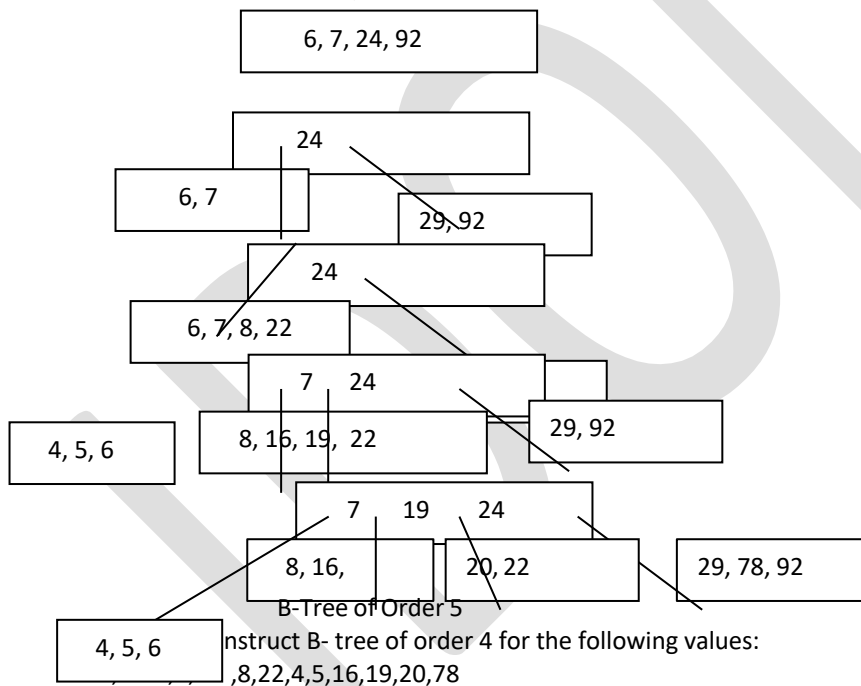 6, 7, 24, 92
24
6, 7
29, 92
24
6, 7, 8, 22
7 24
4, 5, 6
8, 16, 19, 22
29, 92
7 19 24
8, 16,
20, 22
29, 78, 92
B-Tree of Order 5
4, 5, 6
nstruct B- tree of order 4 for the following values:
,8,22,4,5,16,19,20,78